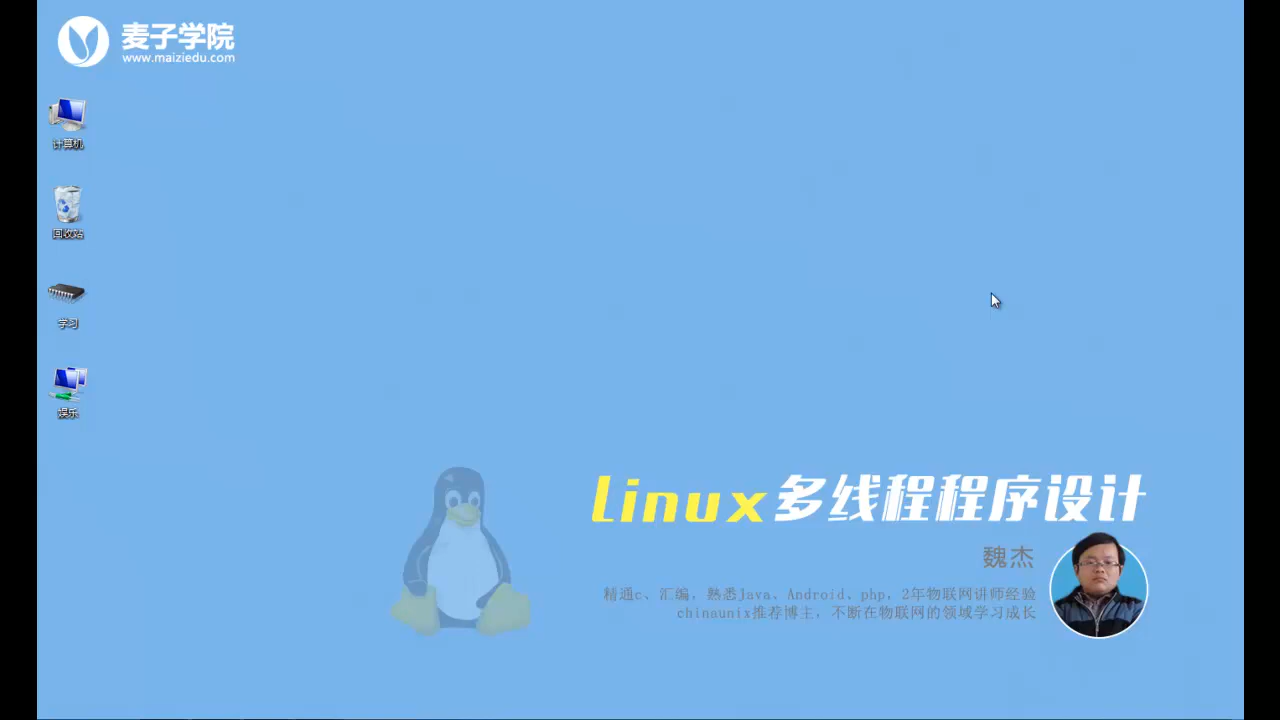 麦子学院
www.maiziedu.com
计算机
回收站
学习
娱乐
Linux多线程程序设计
魏杰
精通c、汇编，熟悉Java、Android、php，2年物联网讲师经验
chinaunix推荐博主，不断在物联网的领域学习成长